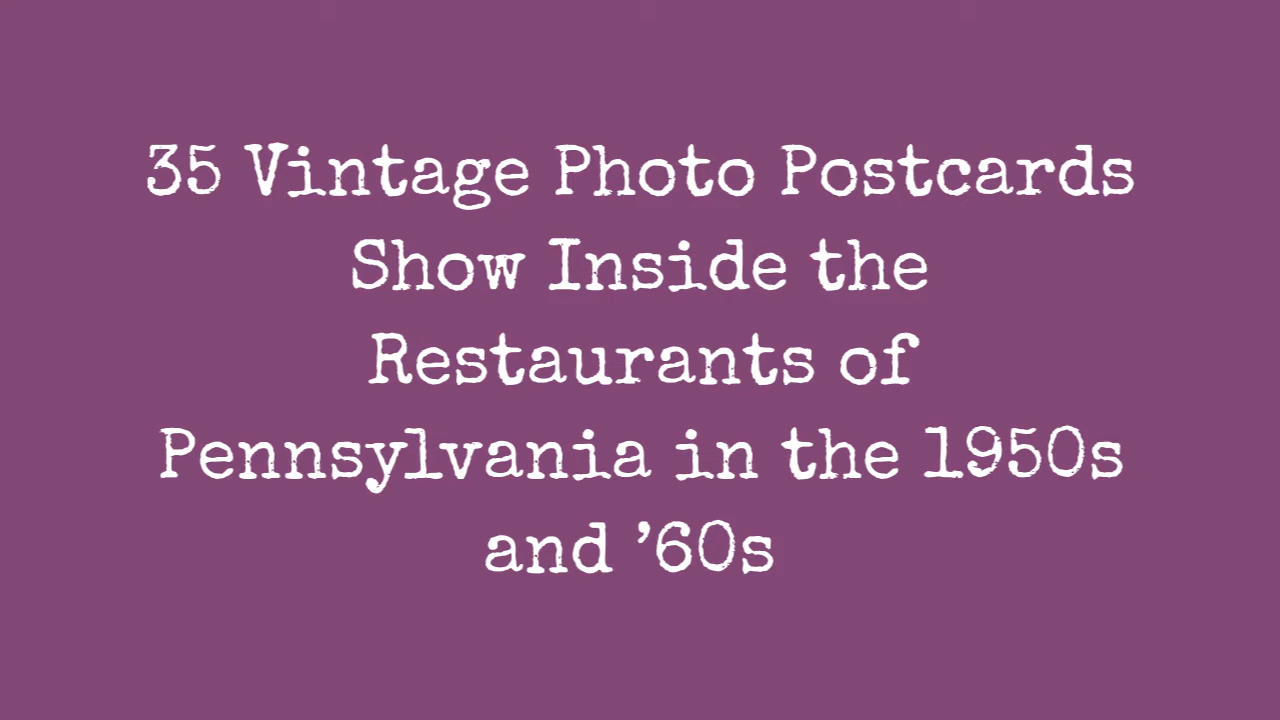 35 Vintage Photo Postcards
Show Inside the
Restaurants of
Pennsylvania in the 1950s
and ’60s